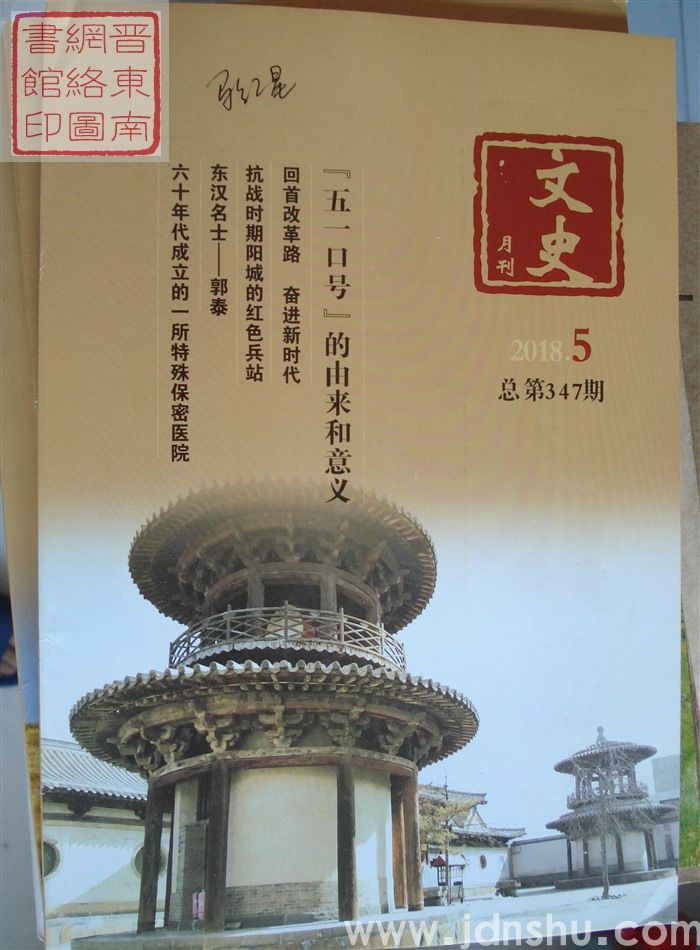 晋東南
網絡圖
書館印
文史
月刊
2018.5
总第347期
『五一口号』的由来和意义
回首改革路 奋进新时代
抗战时期阳城的红色兵站
东汉名士——郭泰
六十年代成立的一所特殊保密医院
www.jdnshu.com